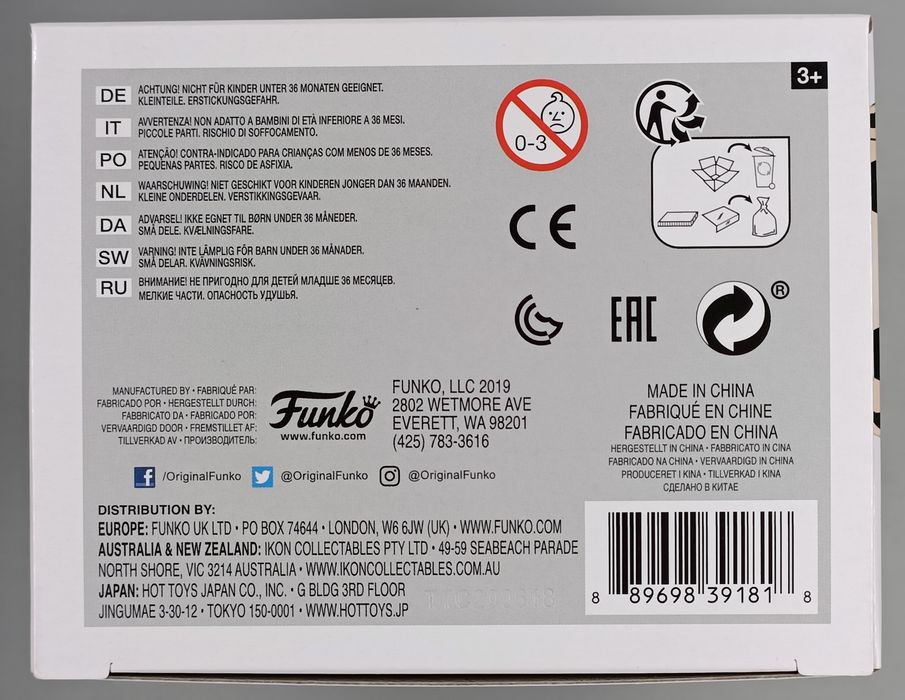 3+
DE ACHTUNG! NICHT FÜR KINDER UNTER 36 MONATEN GEEIGNET.
KLEINTEILE. ERSTICKUNGSGEFAHR.
IT AVVERTENZA! NON ADATTO A BAMBINI DI ETÀ INFERIORE A 36 MESI.
PICCOLE PARTI. RISCHIO DI SOFFOCAMENTO.
PO ATENÇÃO! CONTRA-INDICADO PARA CRIANÇAS COM MENOS DE 36 MESES.
PEQUENAS PARTES. RISCO DE ASFIXIA.
NL WAARSCHUWING! NIET GESCHIKT VOOR KINDEREN JONGER DAN 36 MAANDEN.
KLEINE ONDERDELEN. VERSTIKKINGSGEVAAR.
DA ADVARSEL! IKKE EGNET TIL BØRN UNDER 36 MÅNEDER.
SMÅ DELE. KVÆLNINGSFARE.
SW VARNING! INTE LÄMPLIG FÖR BARN UNDER 36 MÅNADER.
SMÅ DELAR. KVÄVNINGSRISK.
RU ВНИМАНИЕ! НЕ ПРИГОДНО ДЛЯ ДЕТЕЙ МЛАДШЕ 36 МЕСЯЦЕВ.
МЕЛКИЕ ЧАСТИ. ОПАСНОСТЬ УДУШЬЯ.
0-3
CE
EAC
®
MANUFACTURED BY • FABRIQUÉ PAR:
FABRICADO POR • HERGESTELLT DURCH:
FABBRICATO DA • FABRICADO POR:
VERVAARDIGD DOOR • FREMSTILLET AF:
TILLVERKAD AV • ПРОИЗВОДИТЕЛЬ:
Funko
www.funko.com
FUNKO, LLC 2019
2802 WETMORE AVE
EVERETT, WA 98201
(425) 783-3616
MADE IN CHINA
FABRIQUÉ EN CHINE
FABRICADO EN CHINA
HERGESTELLT IN CHINA • FABBRICATO IN CINA
FABRICADO NA CHINA • VERVAARDIGD IN CHINA
PRODUCERET I KINA • TILLVERKAD I KINA
СДЕЛАНО В КИТАЕ
/OriginalFunko @OriginalFunko @OriginalFunko
DISTRIBUTION BY:
EUROPE: FUNKO UK LTD • PO BOX 74644 • LONDON, W6 6JW (UK) • WWW.FUNKO.COM
AUSTRALIA & NEW ZEALAND: IKON COLLECTABLES PTY LTD • 49-59 SEABEACH PARADE
NORTH SHORE, VIC 3214 AUSTRALIA • WWW.IKONCOLLECTABLES.COM.AU
JAPAN: HOT TOYS JAPAN CO., INC. • G BLDG 3RD FLOOR
JINGUMAE 3-30-12 • TOKYO 150-0001 • WWW.HOTTOYS.JP
8 89698 39181 8